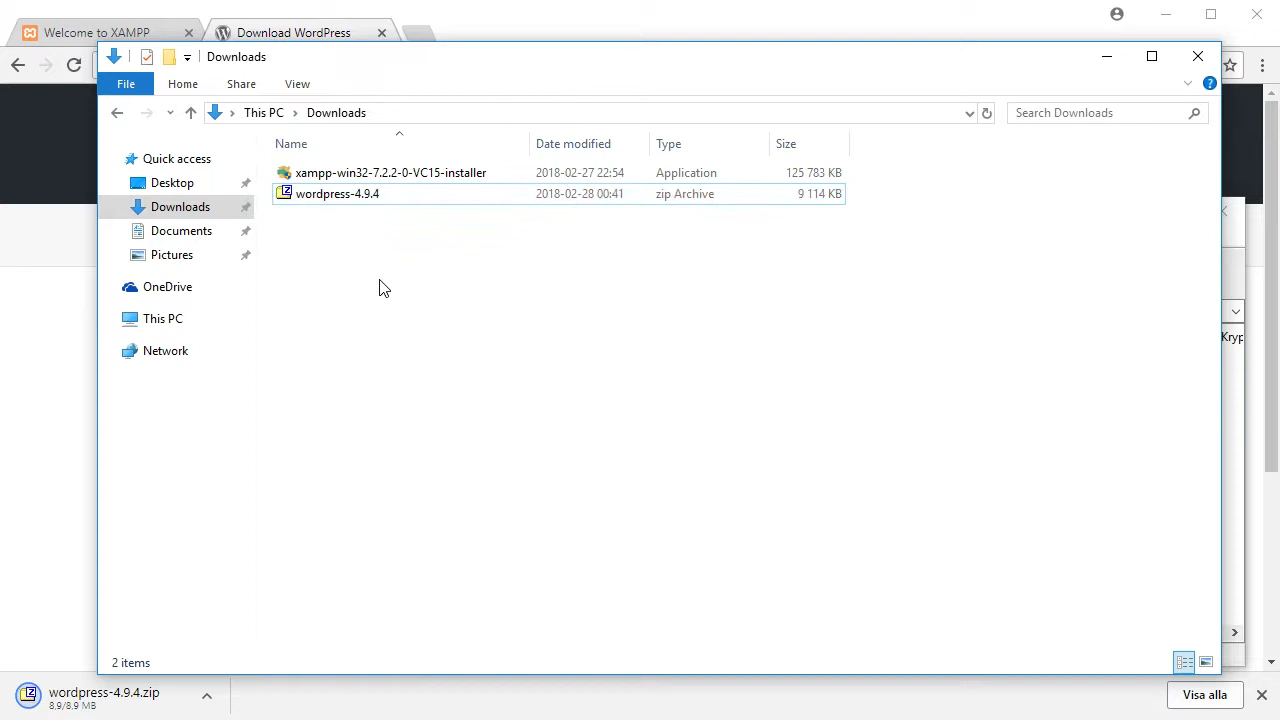 Welcome to XAMPP
Download WordPress
Downloads
File Home Share View
This PC Downloads
Search Downloads
Name Date modified Type Size
xampp-win32-7.2.2-0-VC15-installer 2018-02-27 22:54 Application 125 783 KB
wordpress-4.9.4 2018-02-28 00:41 zip Archive 9 114 KB
Quick access
Desktop
Downloads
Documents
Pictures
OneDrive
This PC
Network
Kryp
2 items
wordpress-4.9.4.zip
8.9/8,9 MB
Visa alla